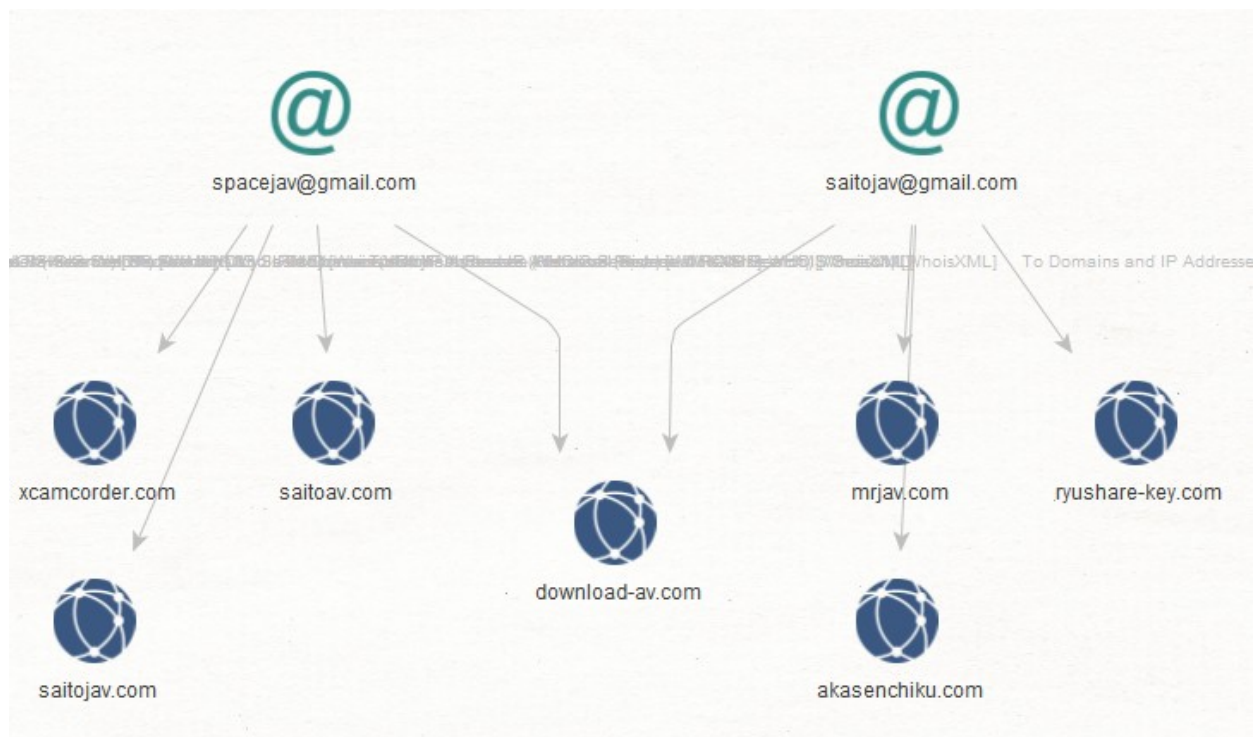 spacejav@gmail.com
saitojav@gmail.com
WhoisXML]
To Domains and IP Addresse
xcamcorder.com
saitoav.com
mrjav.com
ryushare-key.com
download-av.com
saitojav.com
akasenchiku.com